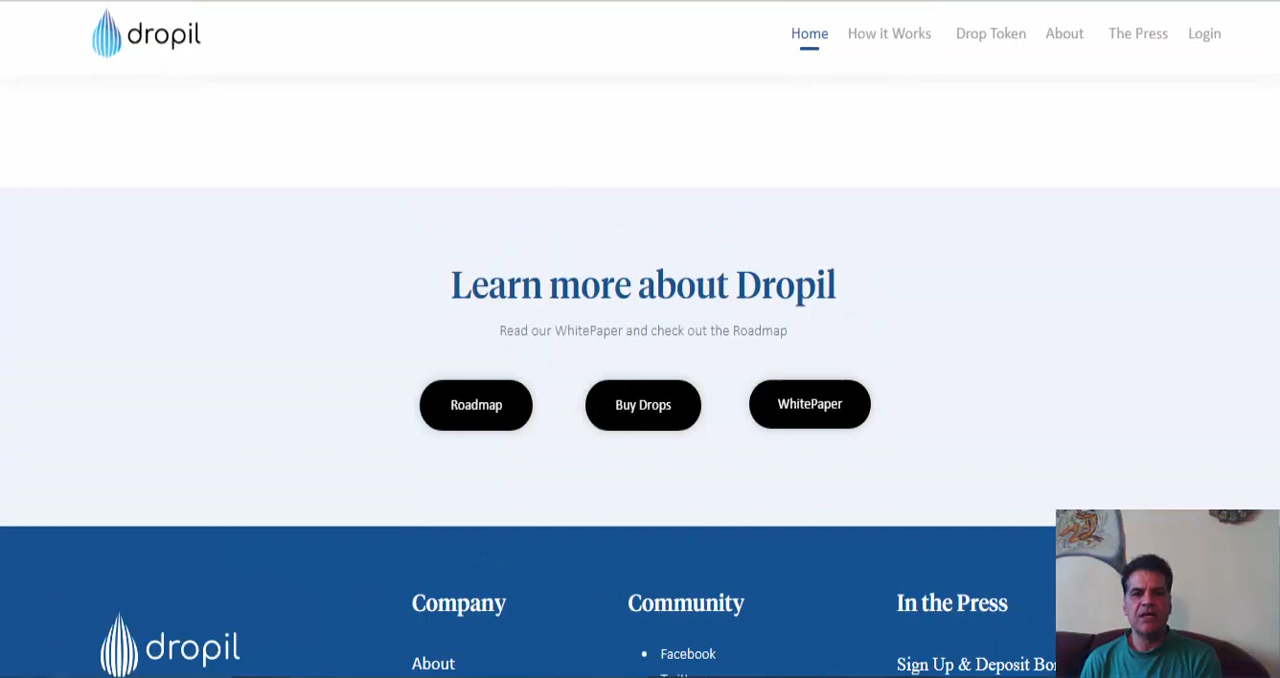 dropil
Home How it Works Drop Token About The Press Login
Learn more about Dropil
Read our WhitePaper and check out the Roadmap
Roadmap Buy Drops WhitePaper
Company Community In the Press
dropil
Facebook
About
Sign Up & Deposit